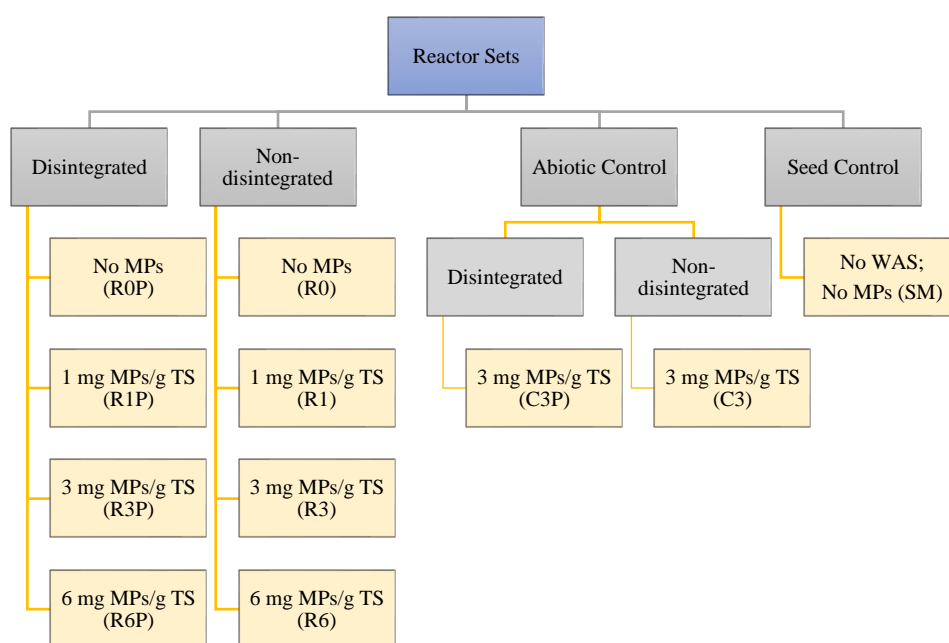 Reactor Sets
Disintegrated
Non-
disintegrated
Abiotic Control
Seed Control
No MPs
(R0P)
1 mg MPs/g TS
(R1P)
3 mg MPs/g TS
(R3P)
6 mg MPs/g TS
(R6P)
No MPs
(R0)
1 mg MPs/g TS
(R1)
3 mg MPs/g TS
(R3)
6 mg MPs/g TS
(R6)
Disintegrated
3 mg MPs/g TS
(C3P)
Non-
disintegrated
3 mg MPs/g TS
(C3)
No WAS;
No MPs (SM)